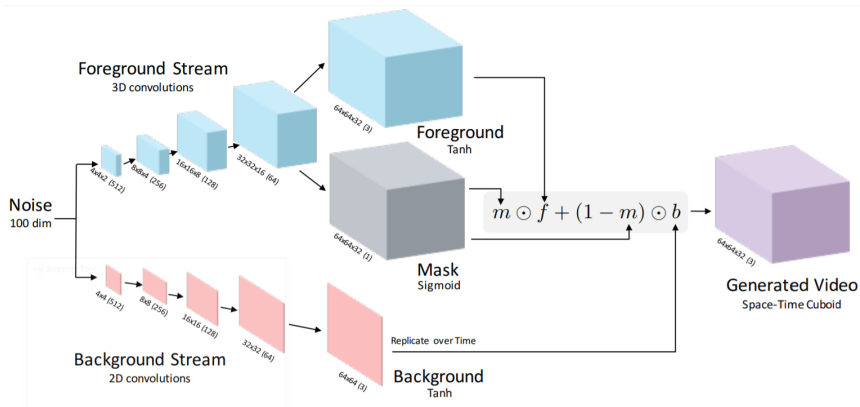 Foreground Stream
3D convolutions
4x4x2 (512)
8x8x4 (256)
16x16x8 (128)
32x32x16 (64)
64x64x32 (3)
Foreground
Tanh
Noise
100 dim
64x64x32 (1)
Mask
Sigmoid
m ⊙ f + (1 − m) ⊙ b
64x64x32 (3)
Generated Video
Space-Time Cuboid
4x4 (512)
8x8 (256)
16x16 (128)
32x32 (64)
Background Stream
2D convolutions
64x64 (3)
Replicate over Time
Background
Tanh